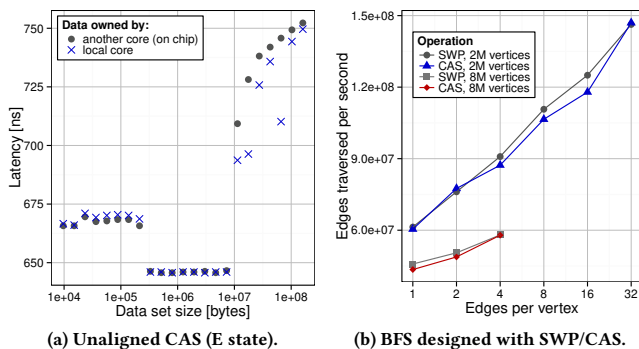 Data owned by:
another core (on chip)
local core
Latency [ns]
750
725
700
675
650
1e+04
1e+05
1e+06
1e+07
1e+08
Data set size [bytes]
(a) Unaligned CAS (E state).
Operation
SWP, 2M vertices
CAS, 2M vertices
SWP, 8M vertices
CAS, 8M vertices
Edges traversed per second
1.5e+08
1.2e+08
9.0e+07
6.0e+07
1
2
4
8
16
32
Edges per vertex
(b) BFS designed with SWP/CAS.